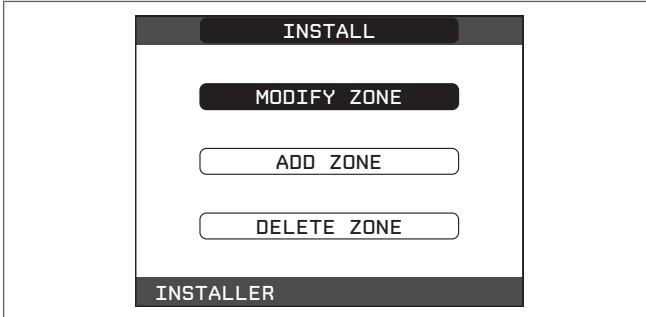 INSTALL
MODIFY ZONE
ADD ZONE
DELETE ZONE
INSTALLER